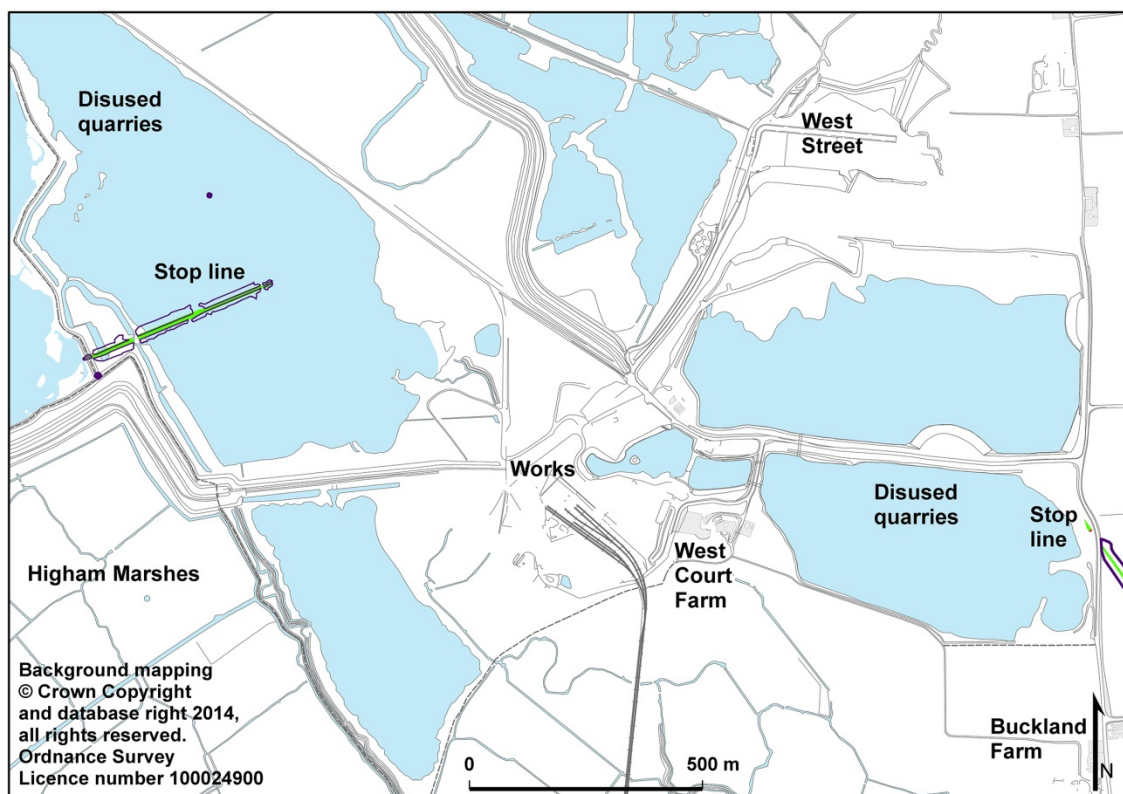 Disused
quarries
West
Street
Stop line
Works
Disused
quarries
Stop
line
West
Court
Farm
Higham Marshes
Background mapping
© Crown Copyright
and database right 2014,
all rights reserved.
Ordnance Survey
Licence number 100024900
Buckland
Farm
0 500 m
N